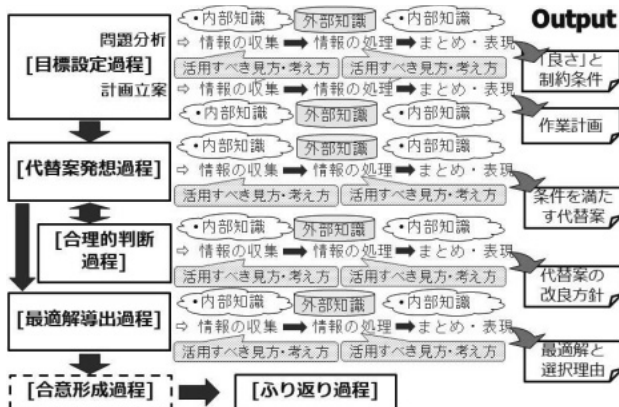 ・内部知識 外部知識 ・内部知識 Output
問題分析 ⇨ 情報の収集 ➡ 情報の処理 ➡ まとめ・表現
[目標設定過程] 活用すべき見方・考え方 活用すべき見方・考え方 「良さ」と
制約条件
計画立案 ⇨ 情報の収集 ➡ 情報の処理 ➡ まとめ・表現
・内部知識 外部知識 ・内部知識 作業計画
・内部知識 外部知識 ・内部知識
[代替案発想過程] ⇨ 情報の収集 ➡ 情報の処理 ➡ まとめ・表現
活用すべき見方・考え方 活用すべき見方・考え方 条件を満た
す代替案
・内部知識 外部知識 ・内部知識
[合理的判断
過程] ⇨ 情報の収集 ➡ 情報の処理 ➡ まとめ・表現
活用すべき見方・考え方 活用すべき見方・考え方 代替案の
改良方針
・内部知識 外部知識 ・内部知識
[最適解導出過程] ⇨ 情報の収集 ➡ 情報の処理 ➡ まとめ・表現
活用すべき見方・考え方 活用すべき見方・考え方 最適解と
選択理由
[合意形成過程] [ふり返り過程]